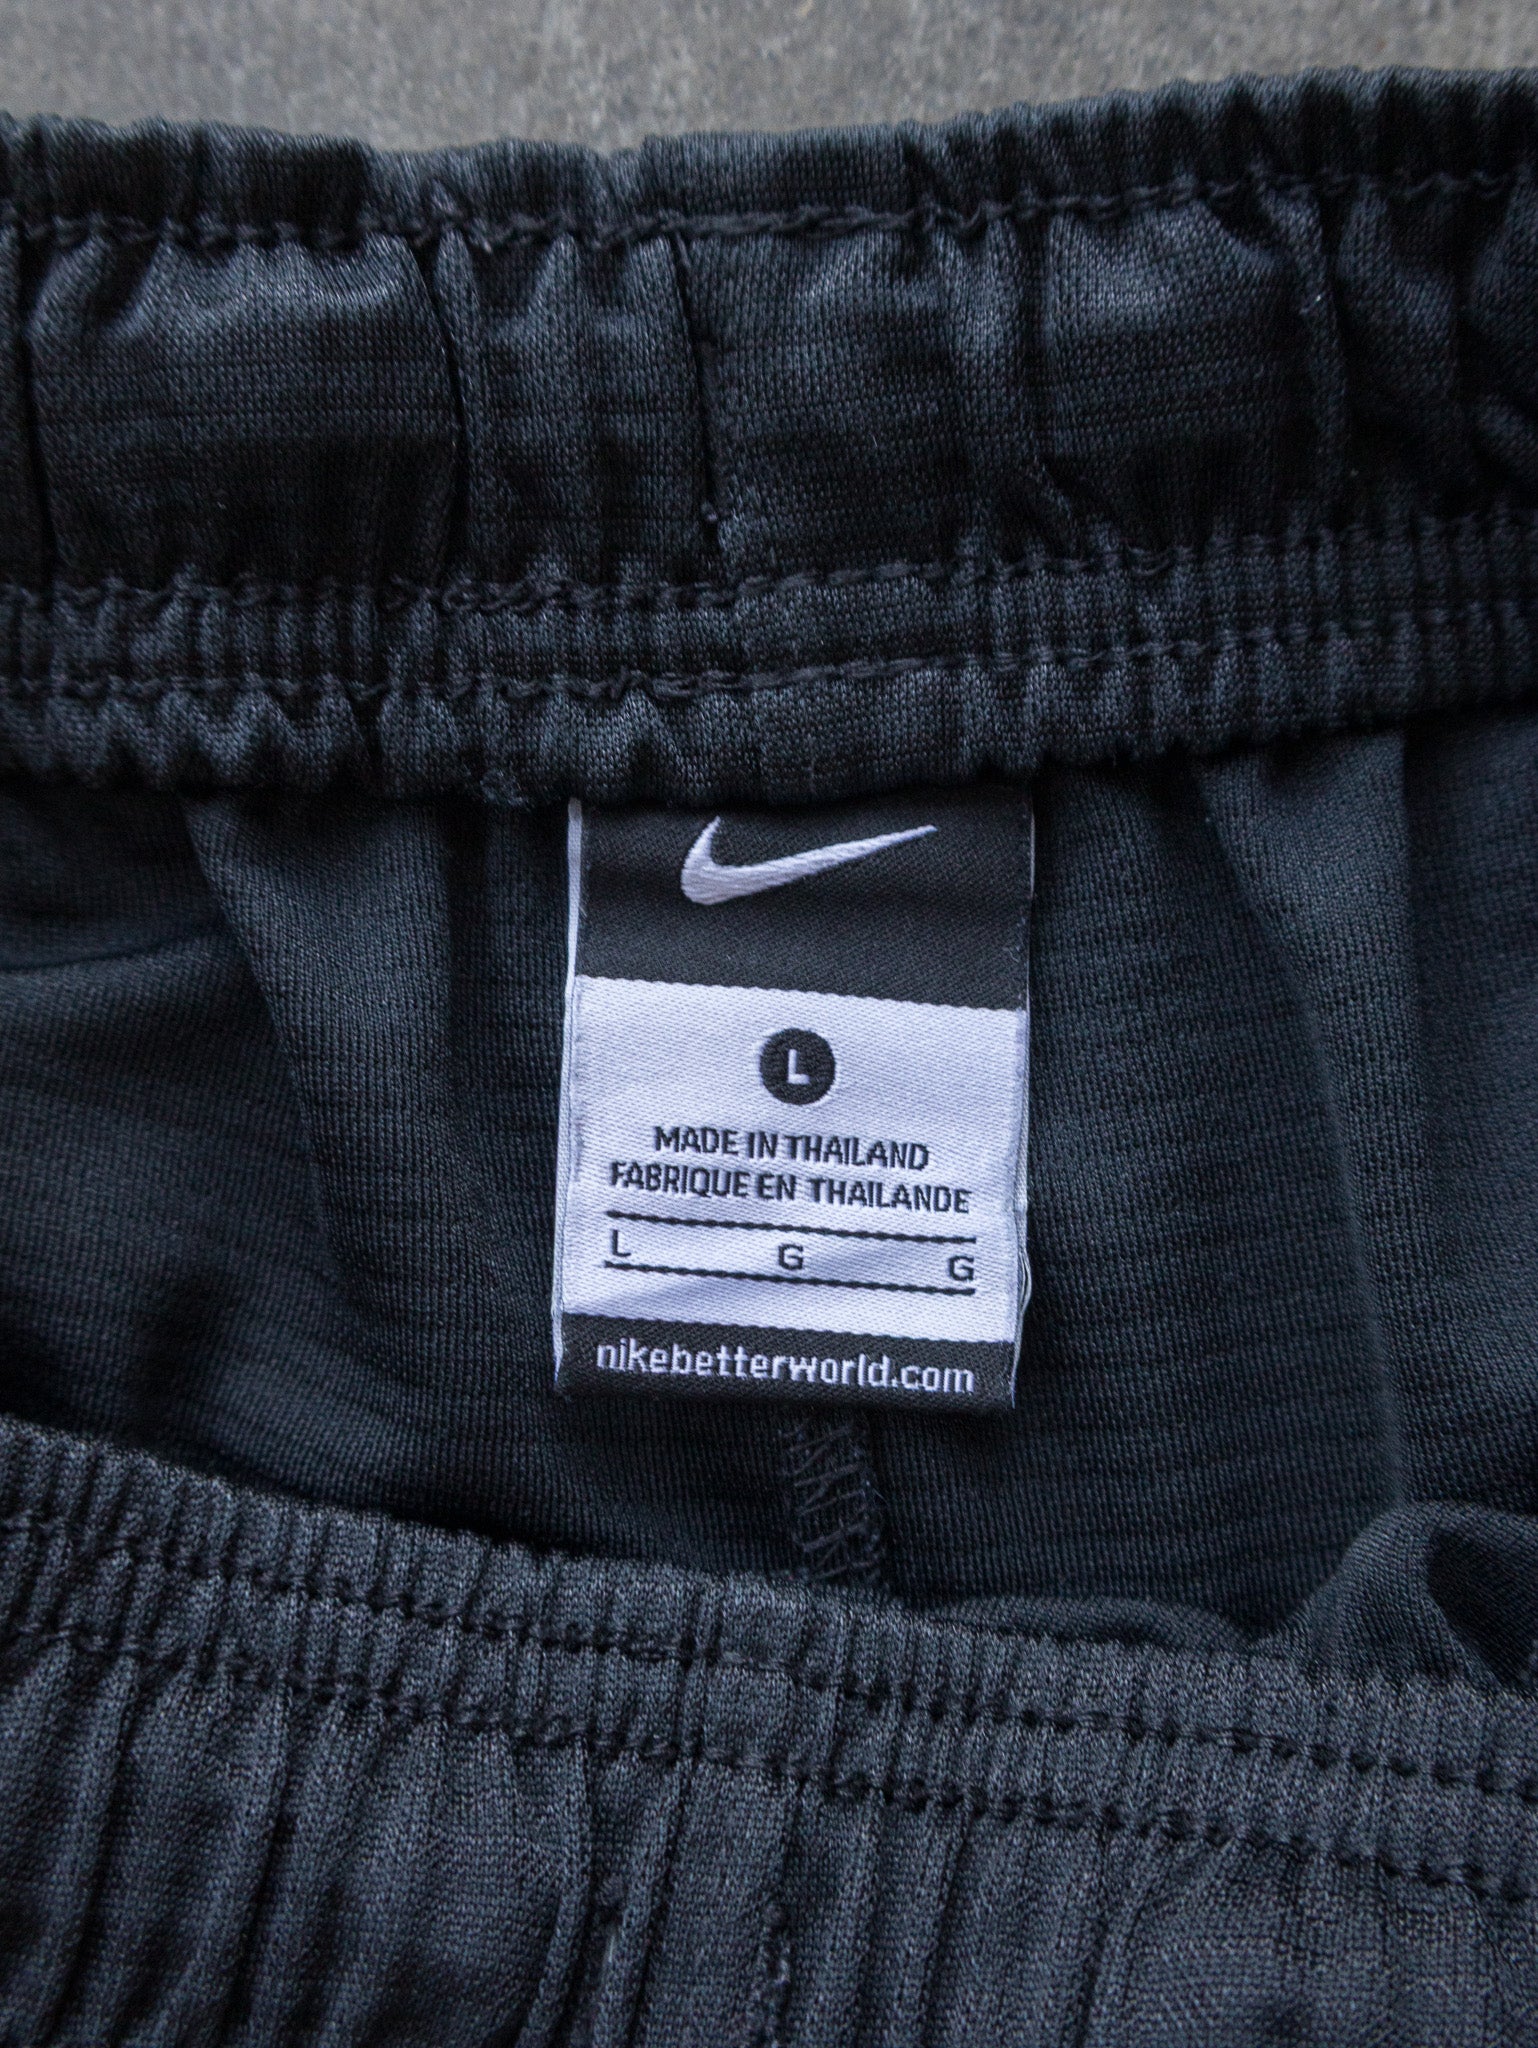 L
MADE IN THAILAND
FABRIQUE EN THAILANDE
L G G
nikebetterworld.com